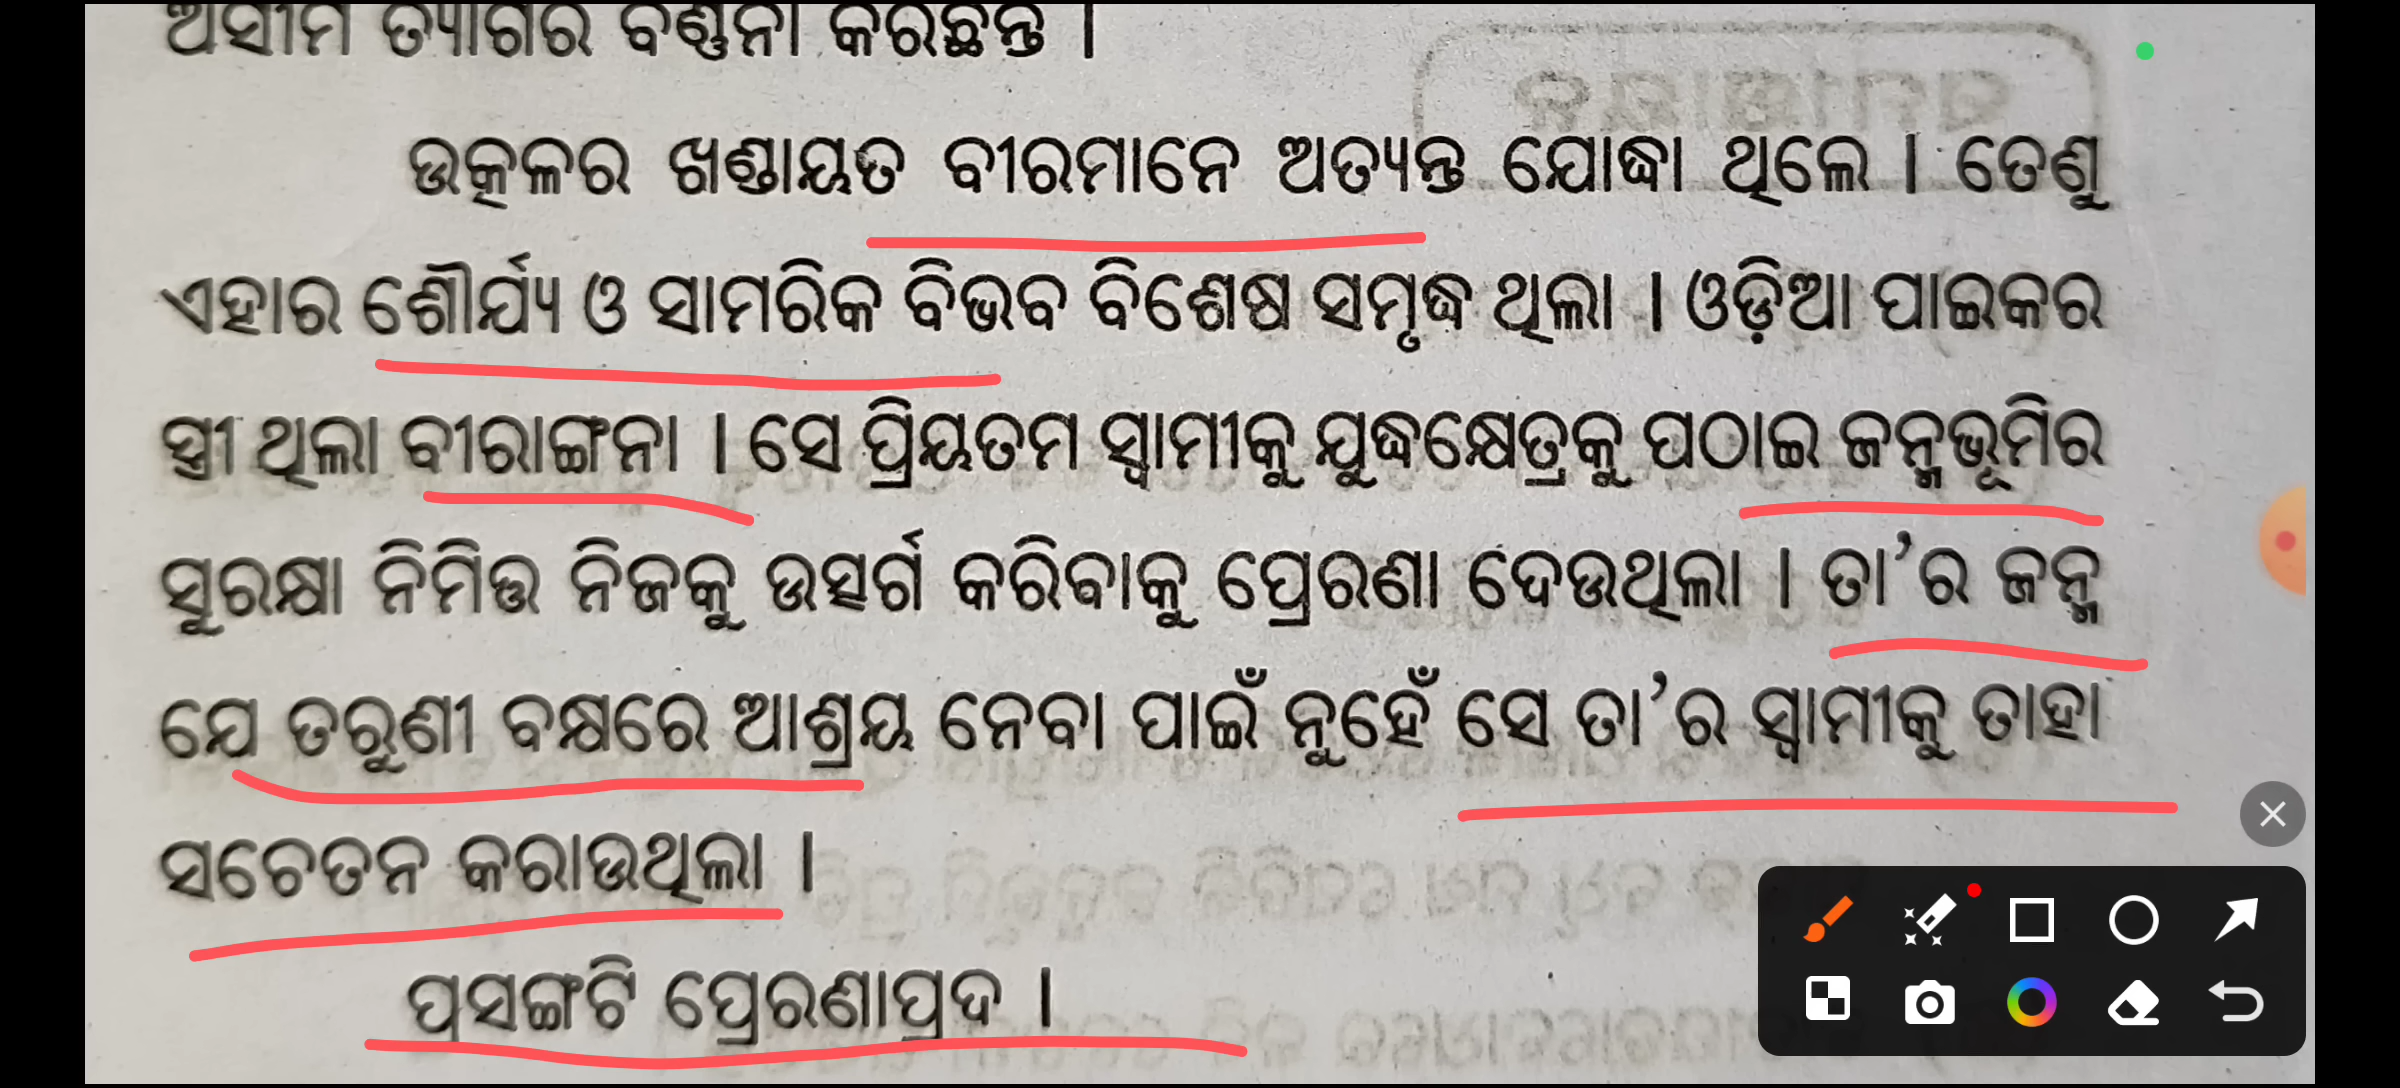 ଅସୀମ ତ୍ୟାଗର ବର୍ଣ୍ଣନା କରିଛନ୍ତି ।
ଉତ୍କଳର ଖଣ୍ଡାୟତ ବୀରମାନେ ଅତ୍ୟନ୍ତ ଯୋଦ୍ଧା ଥିଲେ । ତେଣୁ
ଏହାର ଶୌର୍ଯ୍ୟ ଓ ସାମରିକ ବିଭବ ବିଶେଷ ସମୃଦ୍ଧ ଥିଲା । ଓଡ଼ିଆ ପାଇକର
ସ୍ତ୍ରୀ ଥିଲା ବୀରାଙ୍ଗନା । ସେ ପ୍ରିୟତମ ସ୍ୱାମୀକୁ ଯୁଦ୍ଧକ୍ଷେତ୍ରକୁ ପଠାଇ ଜନ୍ମଭୂମିର
ସୁରକ୍ଷା ନିମିତ୍ତ ନିଜକୁ ଉତ୍ସର୍ଗ କରିବାକୁ ପ୍ରେରଣା ଦେଉଥିଲା । ତା’ର ଜନ୍ମ
ଯେ ତରୁଣୀ ବକ୍ଷରେ ଆଶ୍ରୟ ନେବା ପାଇଁ ନୁହେଁ ସେ ତା’ର ସ୍ୱାମୀକୁ ତାହା
ସଚେତନ କରାଉଥିଲା ।
ପ୍ରସଙ୍ଗଟି ପ୍ରେରଣାପ୍ରଦ ।